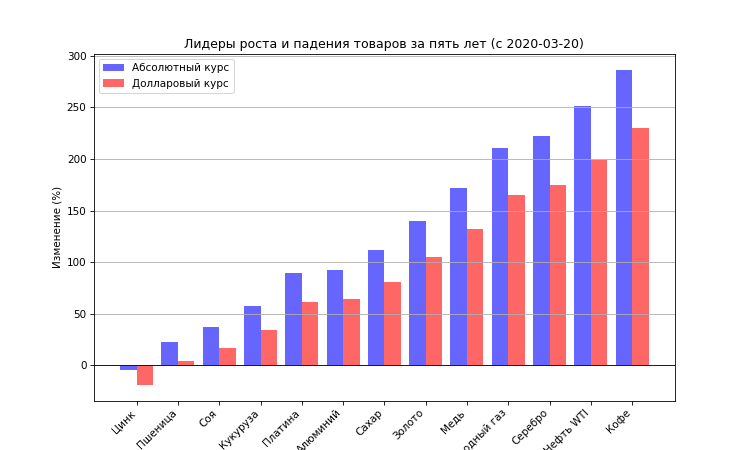 Лидеры роста и падения товаров за пять лет (с 2020-03-20)
300
250
200
150
100
50
0
Изменение (%)
Абсолютный курс
Долларовый курс
Цинк
Пшеница
Соя
Кукуруза
Платина
Алюминий
Сахар
Золото
Медь
одный газ
Серебро
Нефть WTI
Кофе